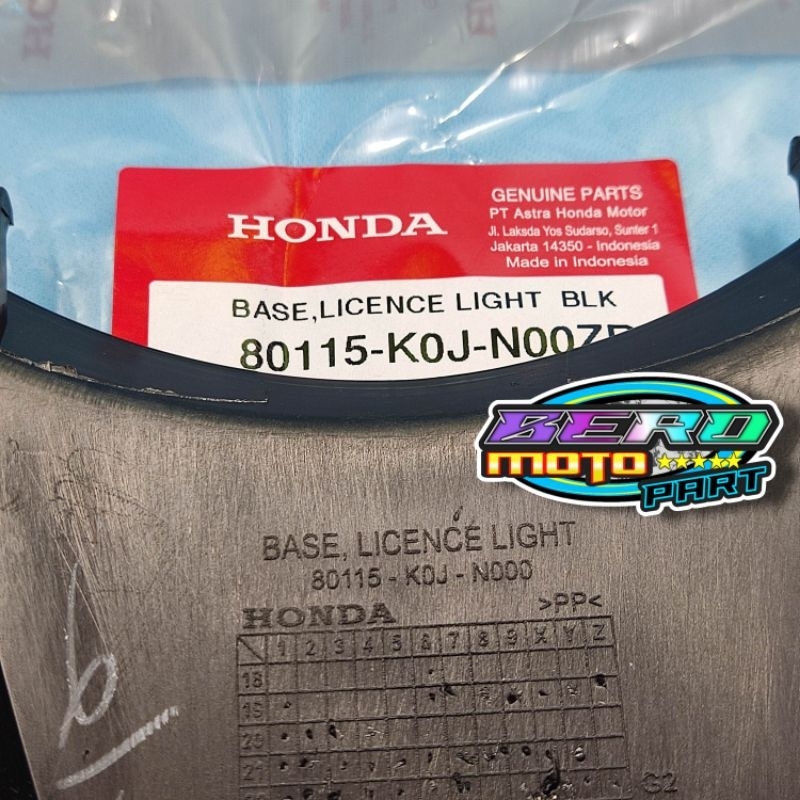 HONDA
GENUINE PARTS
PT Astra Honda Motor
Jl. Laksda Yos Sudarso, Sunter 1
Jakarta 14350 - Indonesia
Made in Indonesia
BASE,LICENCE LIGHT BLK
80115-K0J-N00Z
BERO
MOTO
PART
BASE, LICENCE LIGHT
80115 - K0J - N000
HONDA >PP<
1 2 3 4 5 6 7 8 9 X Y Z
18
19
20
21
G2
b